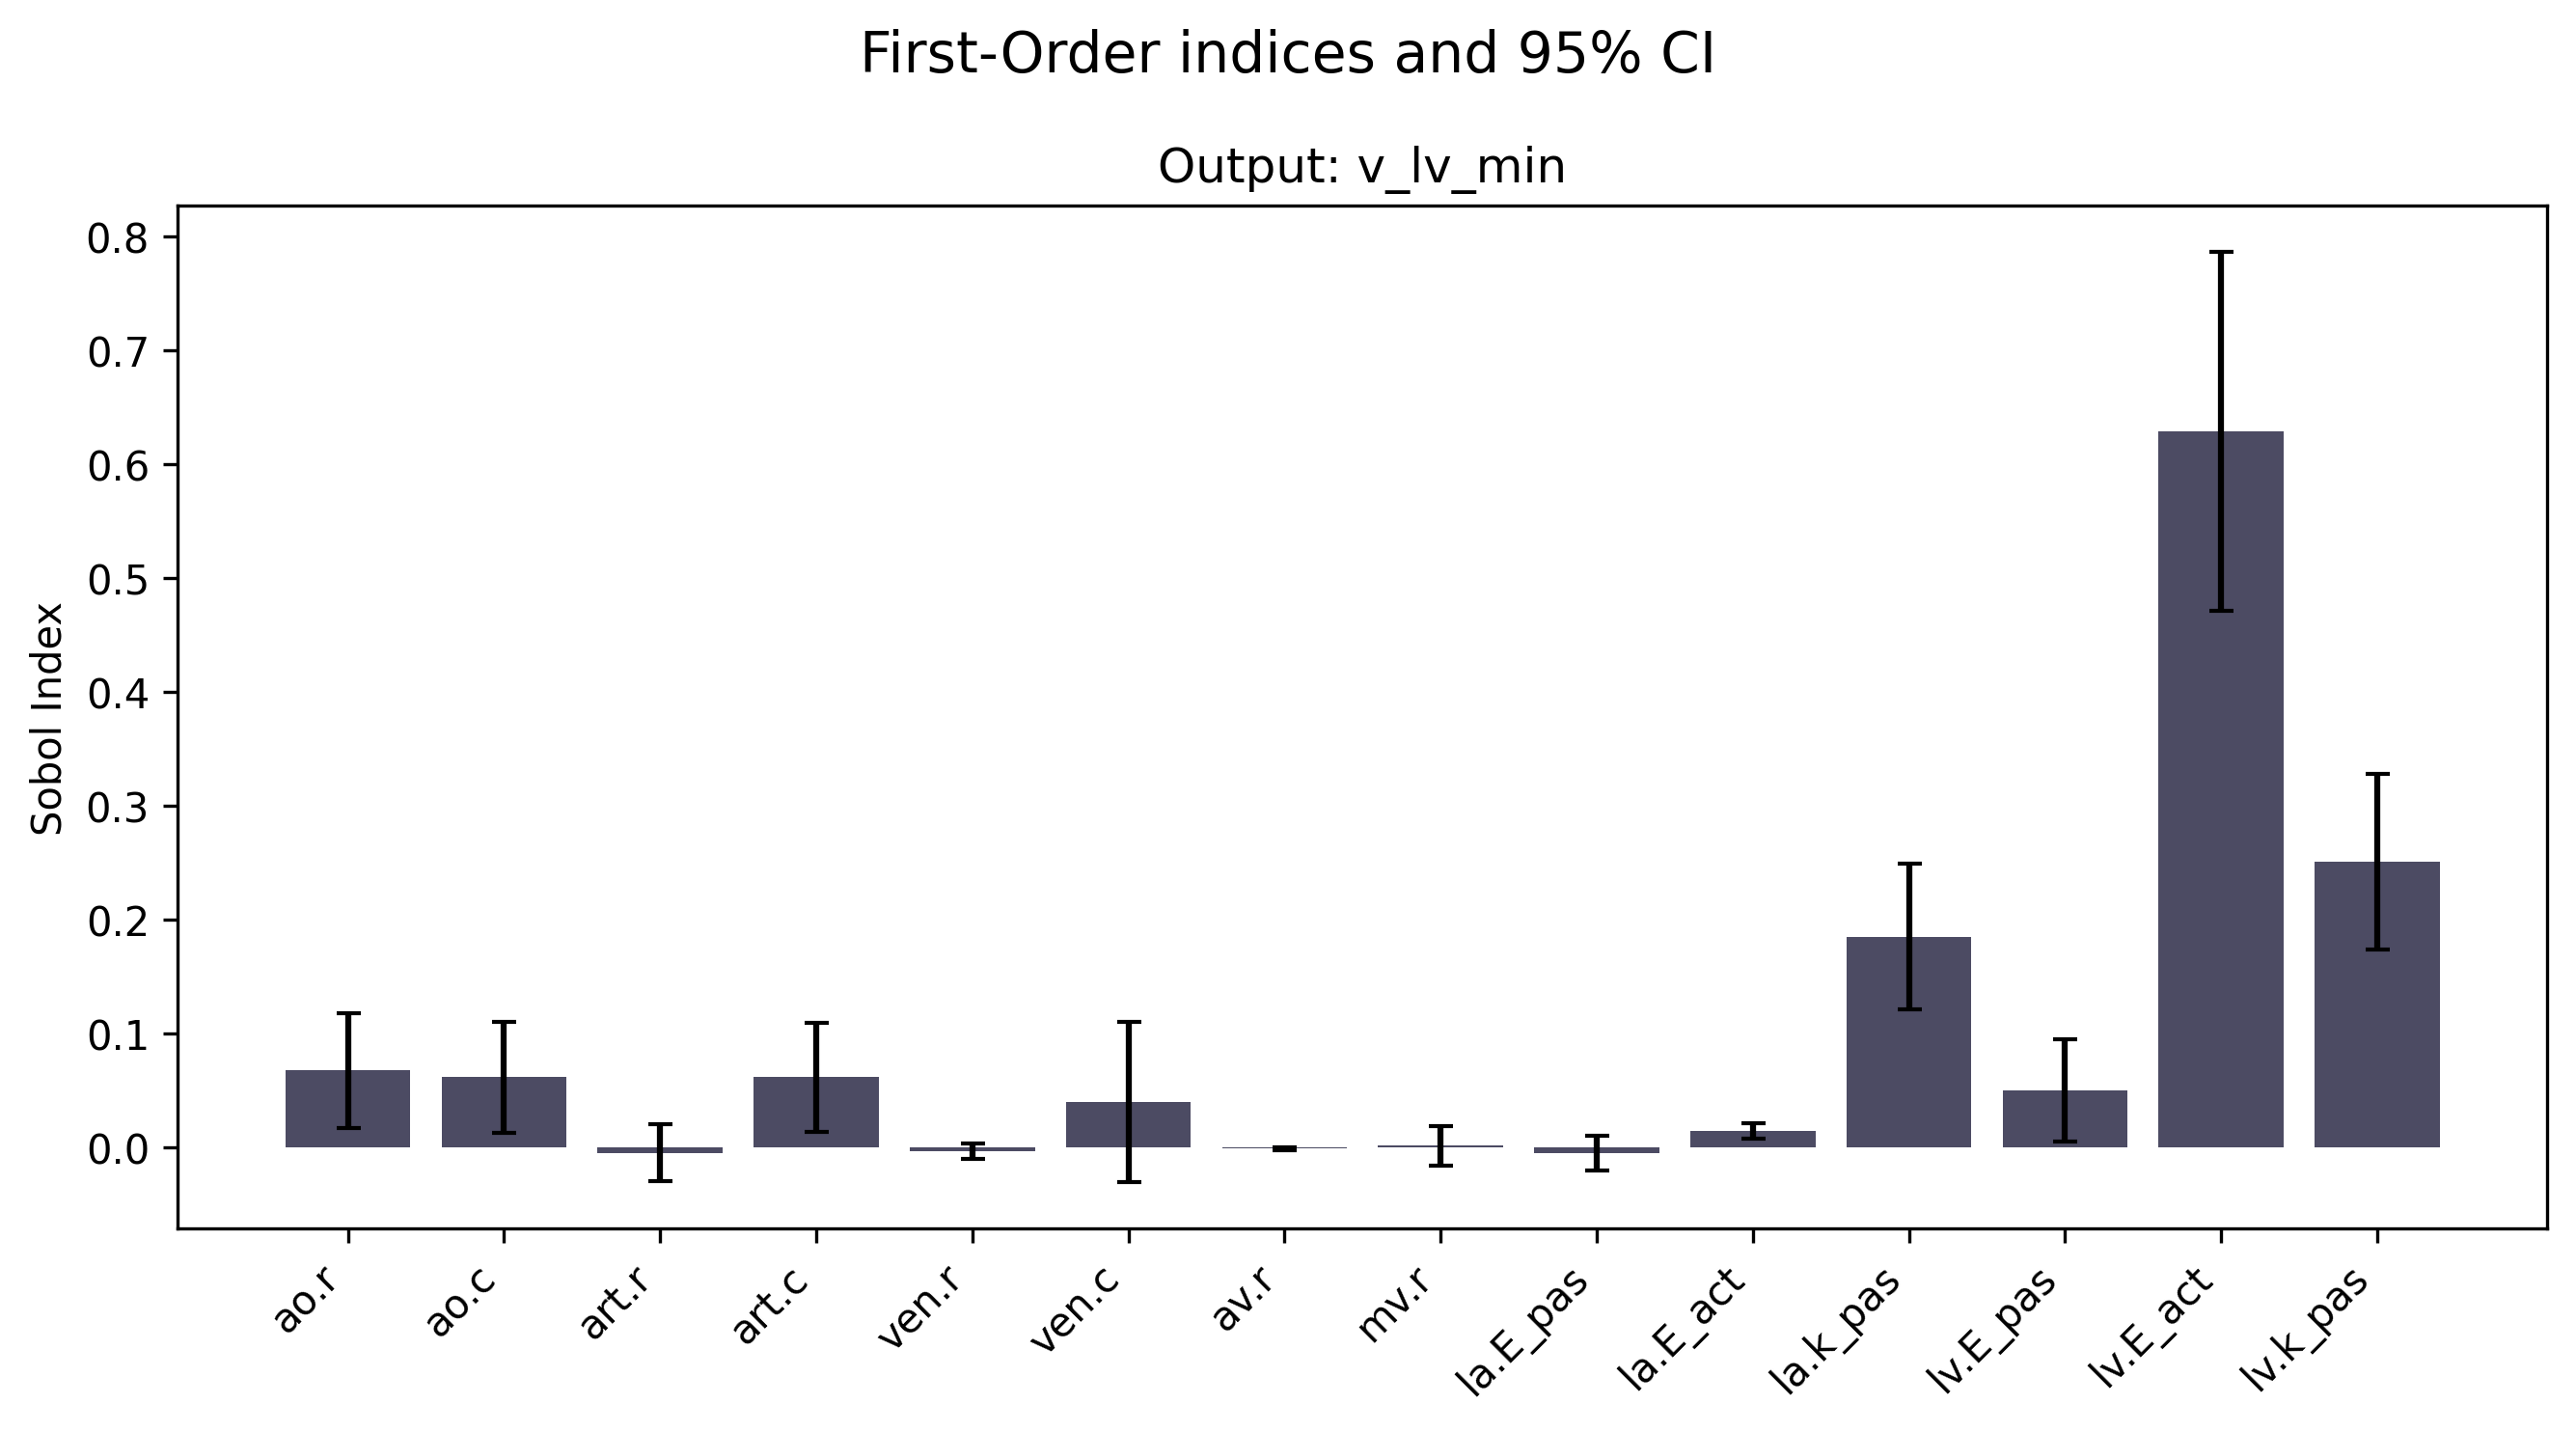 First-Order indices and 95% CI
Output: v_lv_min
Sobol Index
0.8
0.7
0.6
0.5
0.4
0.3
0.2
0.1
0.0
ao.r
ao.c
art.r
art.c
ven.r
ven.c
av.r
mv.r
la.E_pas
la.E_act
la.k_pas
lv.E_pas
lv.E_act
lv.k_pas